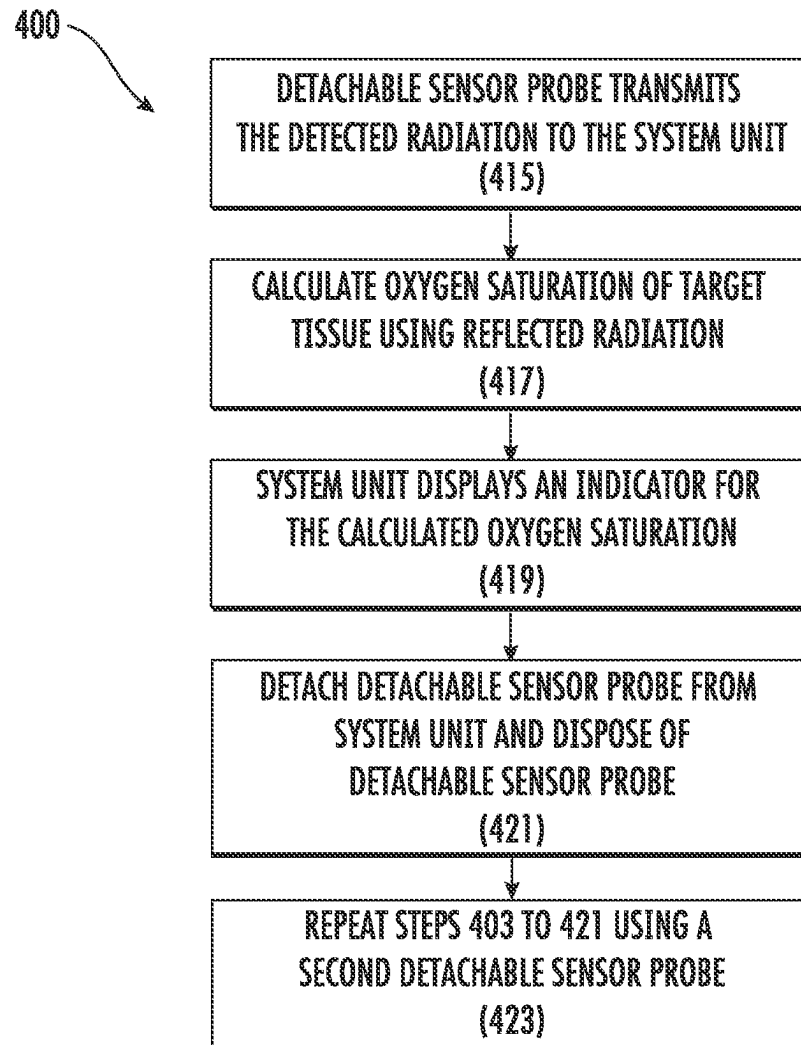 400
DETACHABLE SENSOR PROBE TRANSMITS
THE DETECTED RADIATION TO THE SYSTEM UNIT
(415)
CALCULATE OXYGEN SATURATION OF TARGET
TISSUE USING REFLECTED RADIATION
(417)
SYSTEM UNIT DISPLAYS AN INDICATOR FOR
THE CALCULATED OXYGEN SATURATION
(419)
DETACH DETACHABLE SENSOR PROBE FROM
SYSTEM UNIT AND DISPOSE OF
DETACHABLE SENSOR PROBE
(421)
REPEAT STEPS 403 TO 421 USING A
SECOND DETACHABLE SENSOR PROBE
(423)